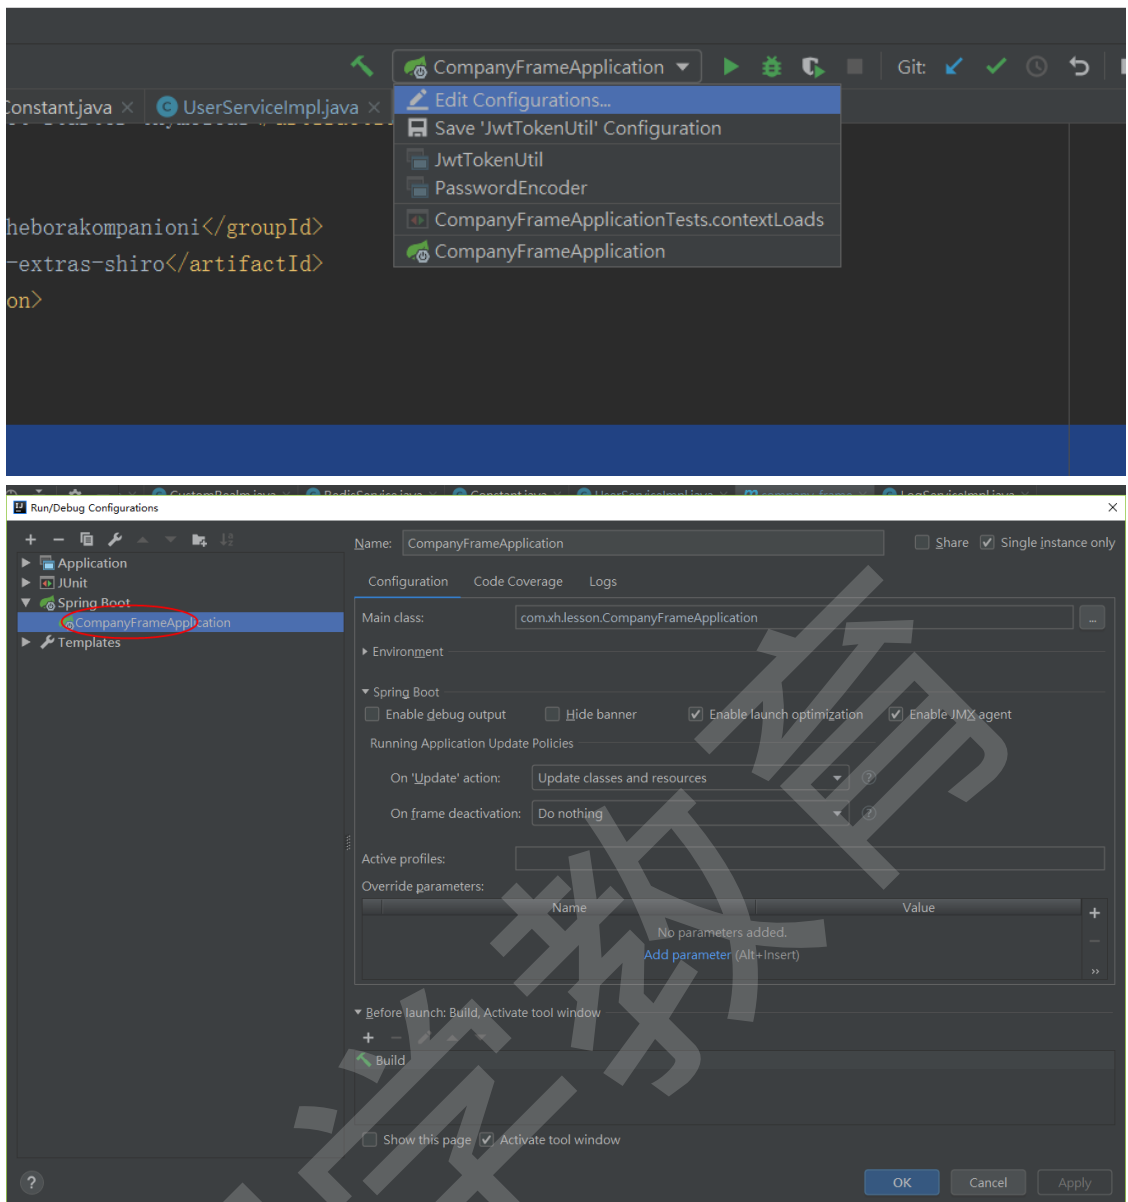 CompanyFrameApplication
Git:
Constant.java
UserServiceImpl.java
Edit Configurations...
Save 'JwtTokenUtil' Configuration
JwtTokenUtil
PasswordEncoder
CompanyFrameApplicationTests.contextLoads
CompanyFrameApplication
heborakompanioni</groupId>
-extras-shiro</artifactId>
on>
Run/Debug Configurations
Application
JUnit
Spring Boot
CompanyFrameApplication
Templates
Name: CompanyFrameApplication
Share
Single instance only
Configuration Code Coverage Logs
Main class: com.xh.lesson.CompanyFrameApplication
...
Environment
Spring Boot
Enable debug output
Hide banner
Enable launch optimization
Enable JMX agent
Running Application Update Policies
On 'Update' action: Update classes and resources
On frame deactivation: Do nothing
Active profiles:
Override parameters:
Name Value
No parameters added.
Add parameter (Alt+Insert)
Before launch: Build, Activate tool window
Build
Show this page
Activate tool window
OK Cancel Apply
学教育